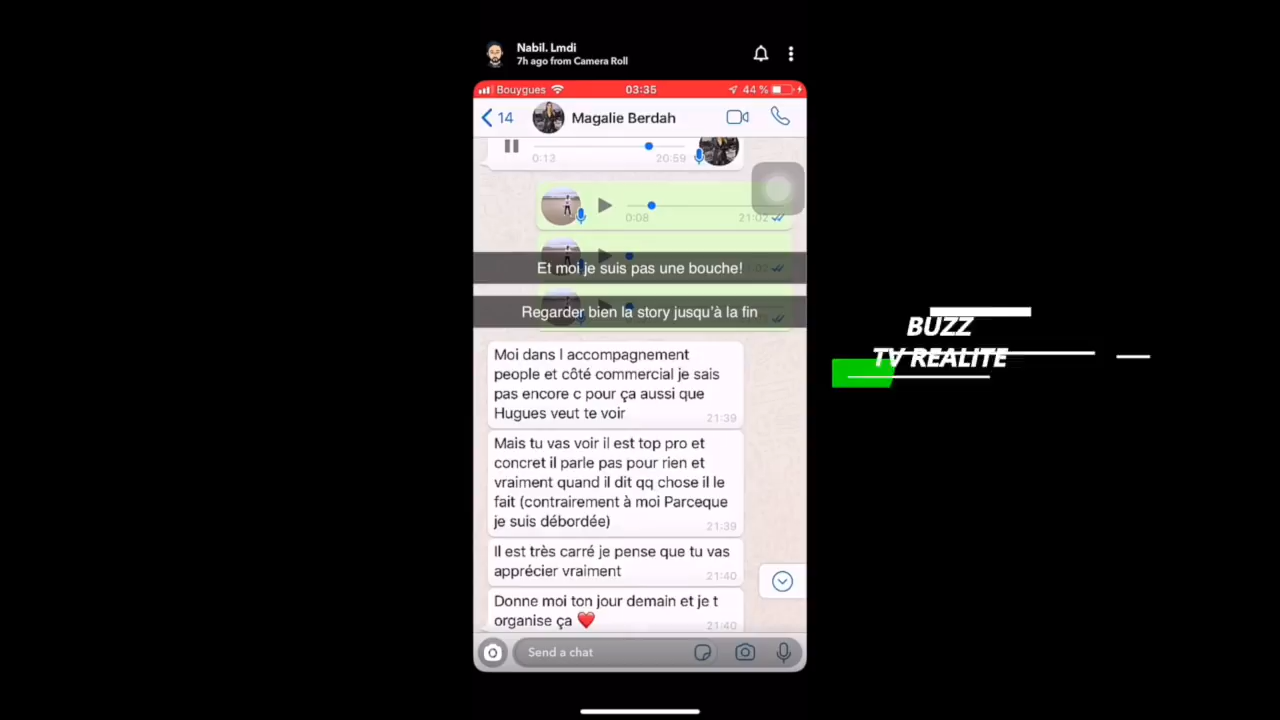 Nabil. Lmdi
7h ago from Camera Roll
Bouygues
03:35
44 %
14
Magalie Berdah
0:12
20:59
0:08
21:02
Et moi je suis pas une bouche!
Regarder bien la story jusqu'à la fin
Moi dans l accompagnement
people et côté commercial je sais
pas encore c pour ça aussi que
Hugues veut te voir
21:39
Mais tu vas voir il est top pro et
concret il parle pas pour rien et
vraiment quand il dit qq chose il le
fait (contrairement à moi Parceque
je suis débordée)
21:39
Il est très carré je pense que tu vas
apprécier vraiment
21:40
Donne moi ton jour demain et je t
organise ça ❤️
21:40
Send a chat
BUZZ
TV REALITE